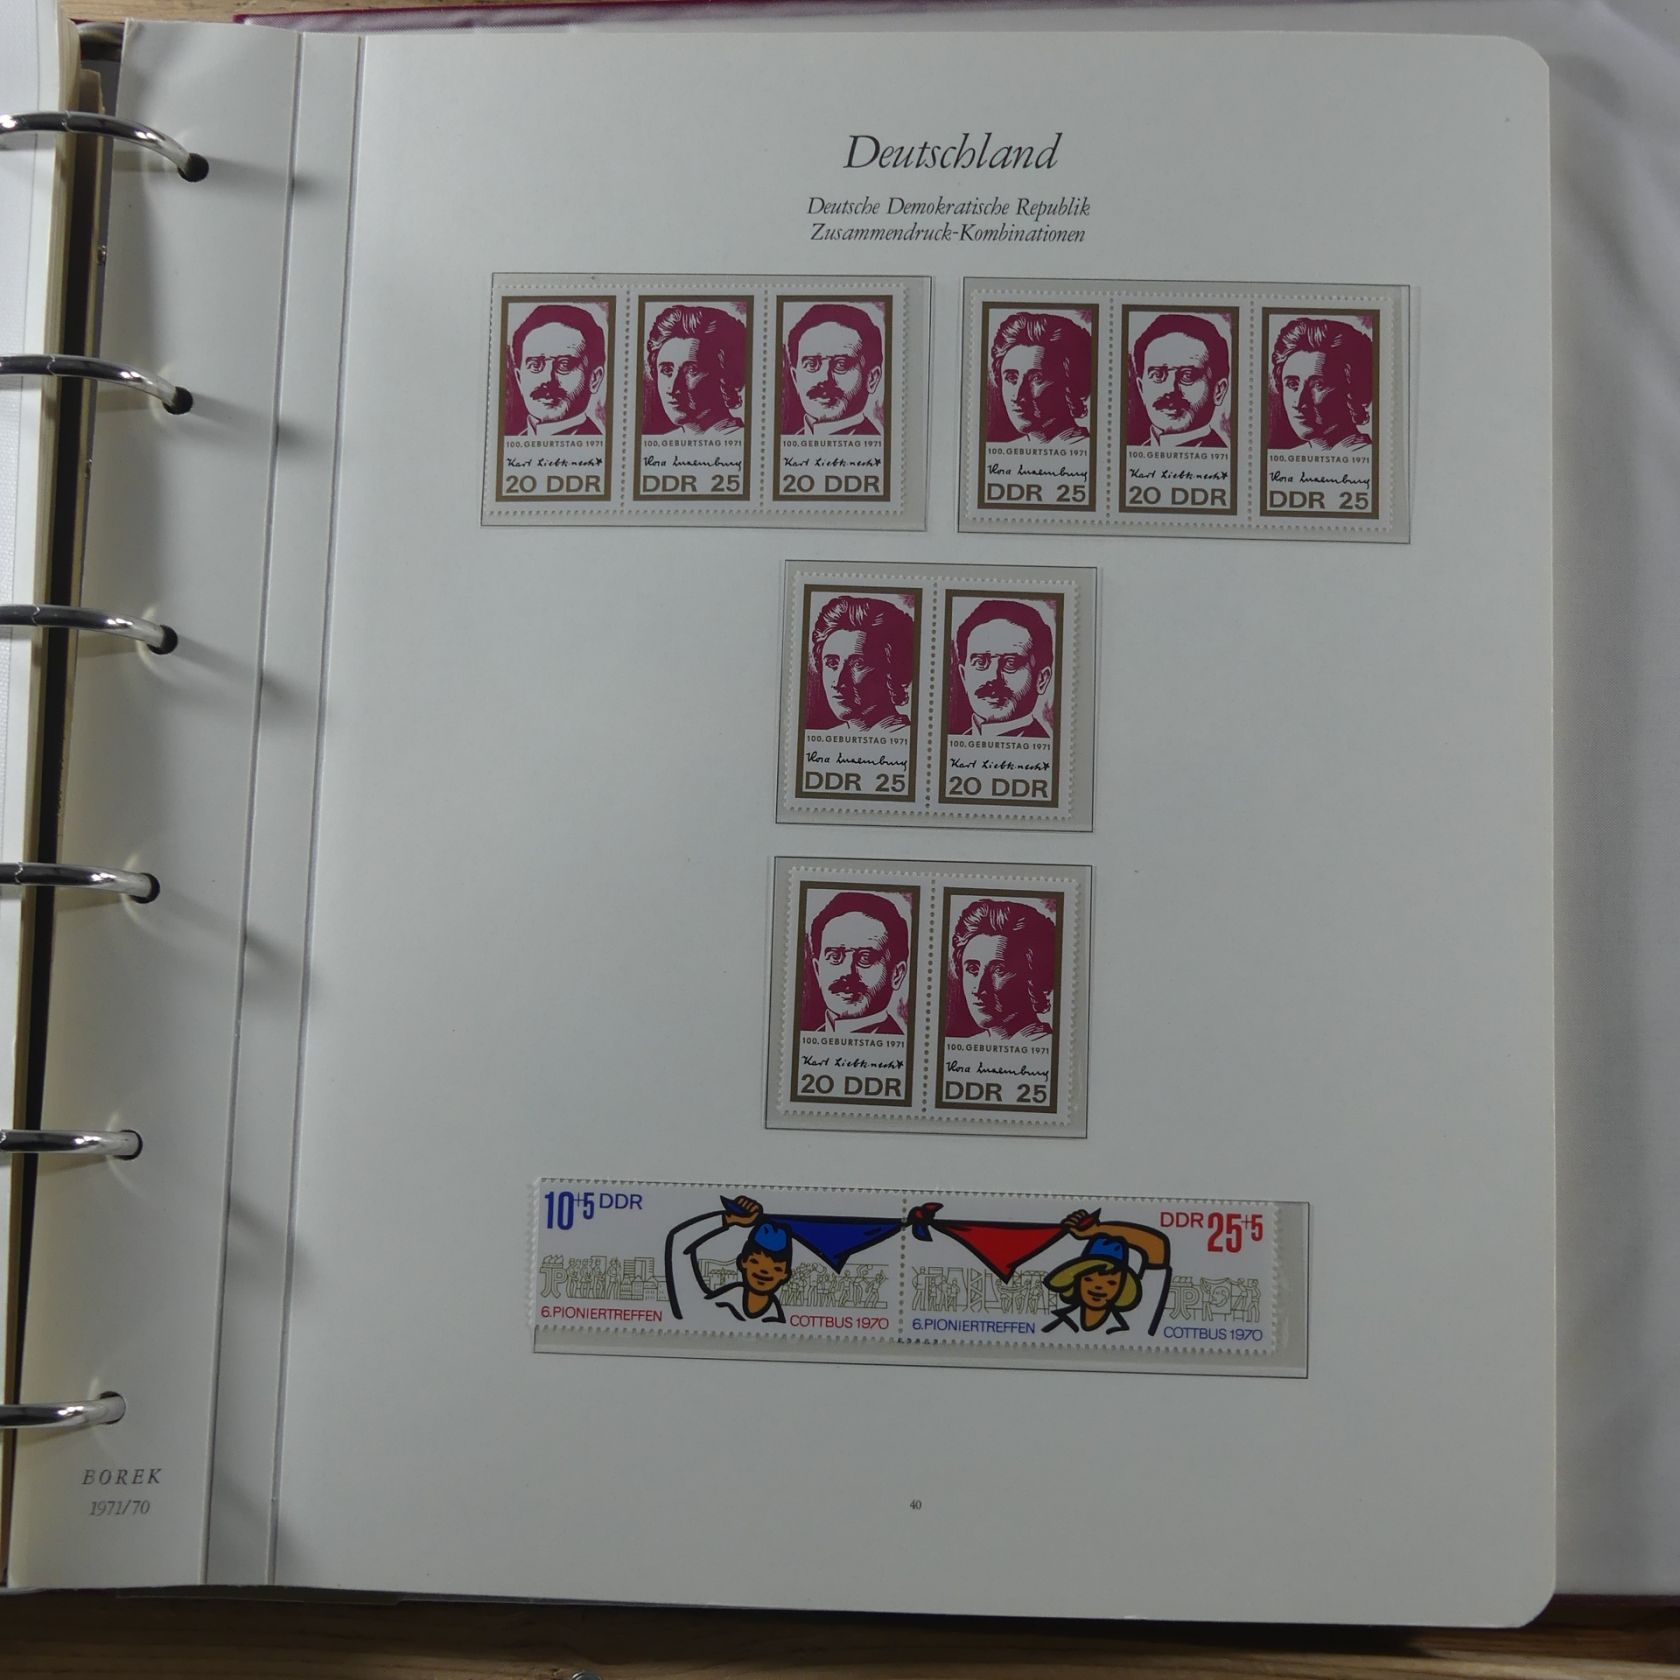 Deutschland
Deutsche Demokratische Republik
Zusammendruck-Kombinationen
100. GEBURTSTAG 1971
Karl Liebknecht
20 DDR
100. GEBURTSTAG 1971
Rosa Luxemburg
DDR 25
100. GEBURTSTAG 1971
Karl Liebknecht
20 DDR
100. GEBURTSTAG 1971
Rosa Luxemburg
DDR 25
100. GEBURTSTAG 1971
Karl Liebknecht
20 DDR
100. GEBURTSTAG 1971
Rosa Luxemburg
DDR 25
100. GEBURTSTAG 1971
Rosa Luxemburg
DDR 25
100. GEBURTSTAG 1971
Karl Liebknecht
20 DDR
100. GEBURTSTAG 1971
Karl Liebknecht
20 DDR
100. GEBURTSTAG 1971
Rosa Luxemburg
DDR 25
10+5 DDR
6. PIONIERTREFFEN COTTBUS 1970
DDR 25+5
6. PIONIERTREFFEN COTTBUS 1970
BOREK
1971/70
40